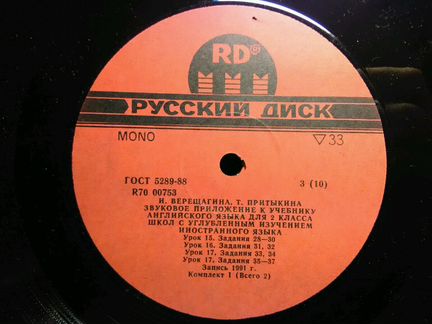 RD®
РУССКИЙ ДИСК
MONO ▽33
ГОСТ 5289-88 3 (10)
R70 00753
И. ВЕРЕЩАГИНА, Т. ПРИТЫКИНА
ЗВУКОВОЕ ПРИЛОЖЕНИЕ К УЧЕБНИКУ
АНГЛИЙСКОГО ЯЗЫКА ДЛЯ 2 КЛАССА
ШКОЛ С УГЛУБЛЕННЫМ ИЗУЧЕНИЕМ
ИНОСТРАННОГО ЯЗЫКА
Урок 15. Задания 28—30
Урок 16. Задания 31, 32
Урок 17. Задания 33, 34
Урок 17. Задания 35—37
Запись 1991 г.
Комплект 1 (Всего 2)